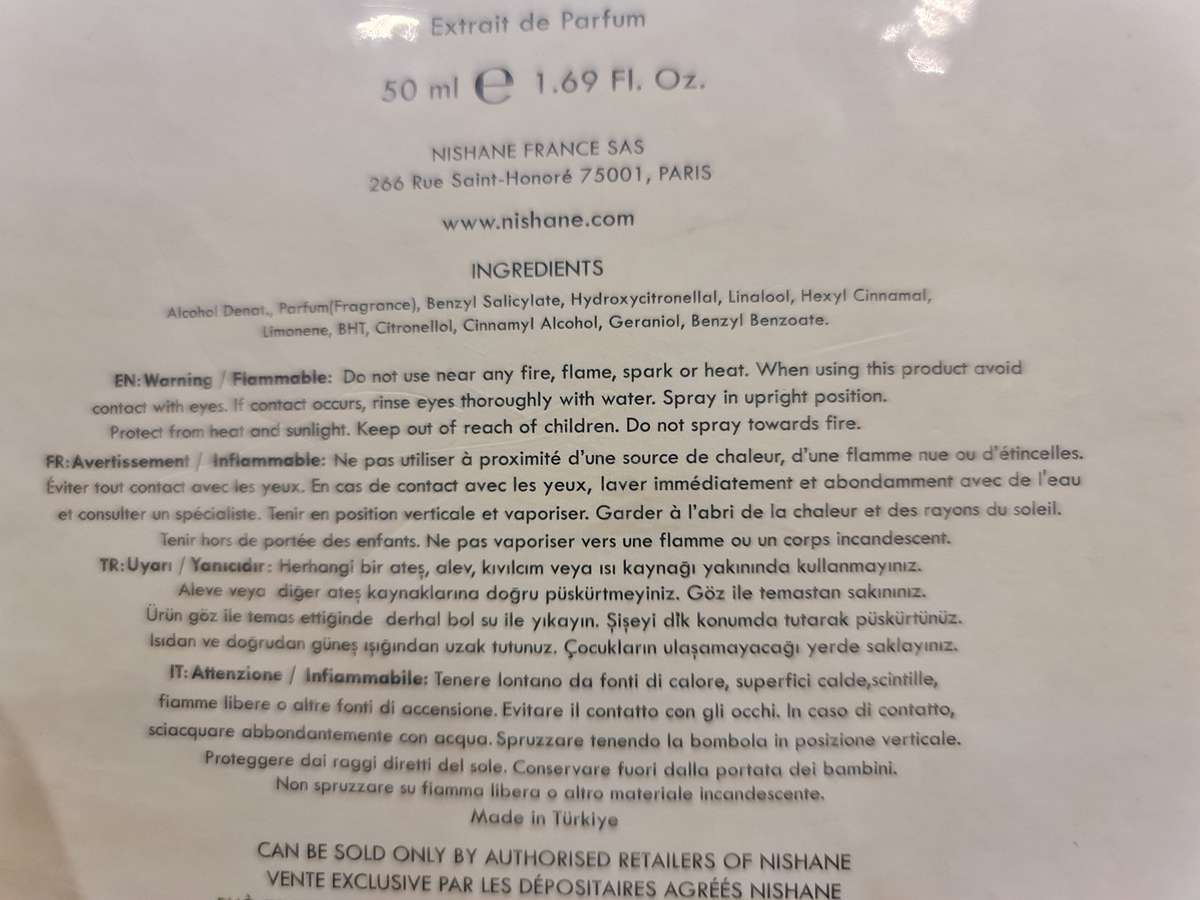 Extrait de Parfum
50 ml ℮ 1.69 Fl. Oz.
NISHANE FRANCE SAS
266 Rue Saint-Honoré 75001, PARIS
www.nishane.com
INGREDIENTS
Alcohol Denat., Parfum(Fragrance), Benzyl Salicylate, Hydroxycitronellal, Linalool, Hexyl Cinnamal,
Limonene, BHT, Citronellol, Cinnamyl Alcohol, Geraniol, Benzyl Benzoate.
EN: Warning / Flammable: Do not use near any fire, flame, spark or heat. When using this product avoid
contact with eyes. If contact occurs, rinse eyes thoroughly with water. Spray in upright position.
Protect from heat and sunlight. Keep out of reach of children. Do not spray towards fire.
FR: Avertissement / Inflammable: Ne pas utiliser à proximité d'une source de chaleur, d'une flamme nue ou d'étincelles.
Éviter tout contact avec les yeux. En cas de contact avec les yeux, laver immédiatement et abondamment avec de l'eau
et consulter un spécialiste. Tenir en position verticale et vaporiser. Garder à l'abri de la chaleur et des rayons du soleil.
Tenir hors de portée des enfants. Ne pas vaporiser vers une flamme ou un corps incandescent.
TR: Uyarı / Yanıcıdır: Herhangi bir ateş, alev, kıvılcım veya ısı kaynağı yakınında kullanmayınız.
Aleve veya diğer ateş kaynaklarına doğru püskürtmeyiniz. Göz ile temastan sakınınız.
Ürün göz ile temas ettiğinde derhal bol su ile yıkayın. Şişeyi dik konumda tutarak püskürtünüz.
Isıdan ve doğrudan güneş ışığından uzak tutunuz. Çocukların ulaşamayacağı yerde saklayınız.
IT: Attenzione / Infiammabile: Tenere lontano da fonti di calore, superfici calde,scintille,
fiamme libere o altre fonti di accensione. Evitare il contatto con gli occhi. In caso di contatto,
sciacquare abbondantemente con acqua. Spruzzare tenendo la bombola in posizione verticale.
Proteggere dai raggi diretti del sole. Conservare fuori dalla portata dei bambini.
Non spruzzare su fiamma libera o altro materiale incandescente.
Made in Türkiye
CAN BE SOLD ONLY BY AUTHORISED RETAILERS OF NISHANE
VENTE EXCLUSIVE PAR LES DÉPOSITAIRES AGRÉÉS NISHANE